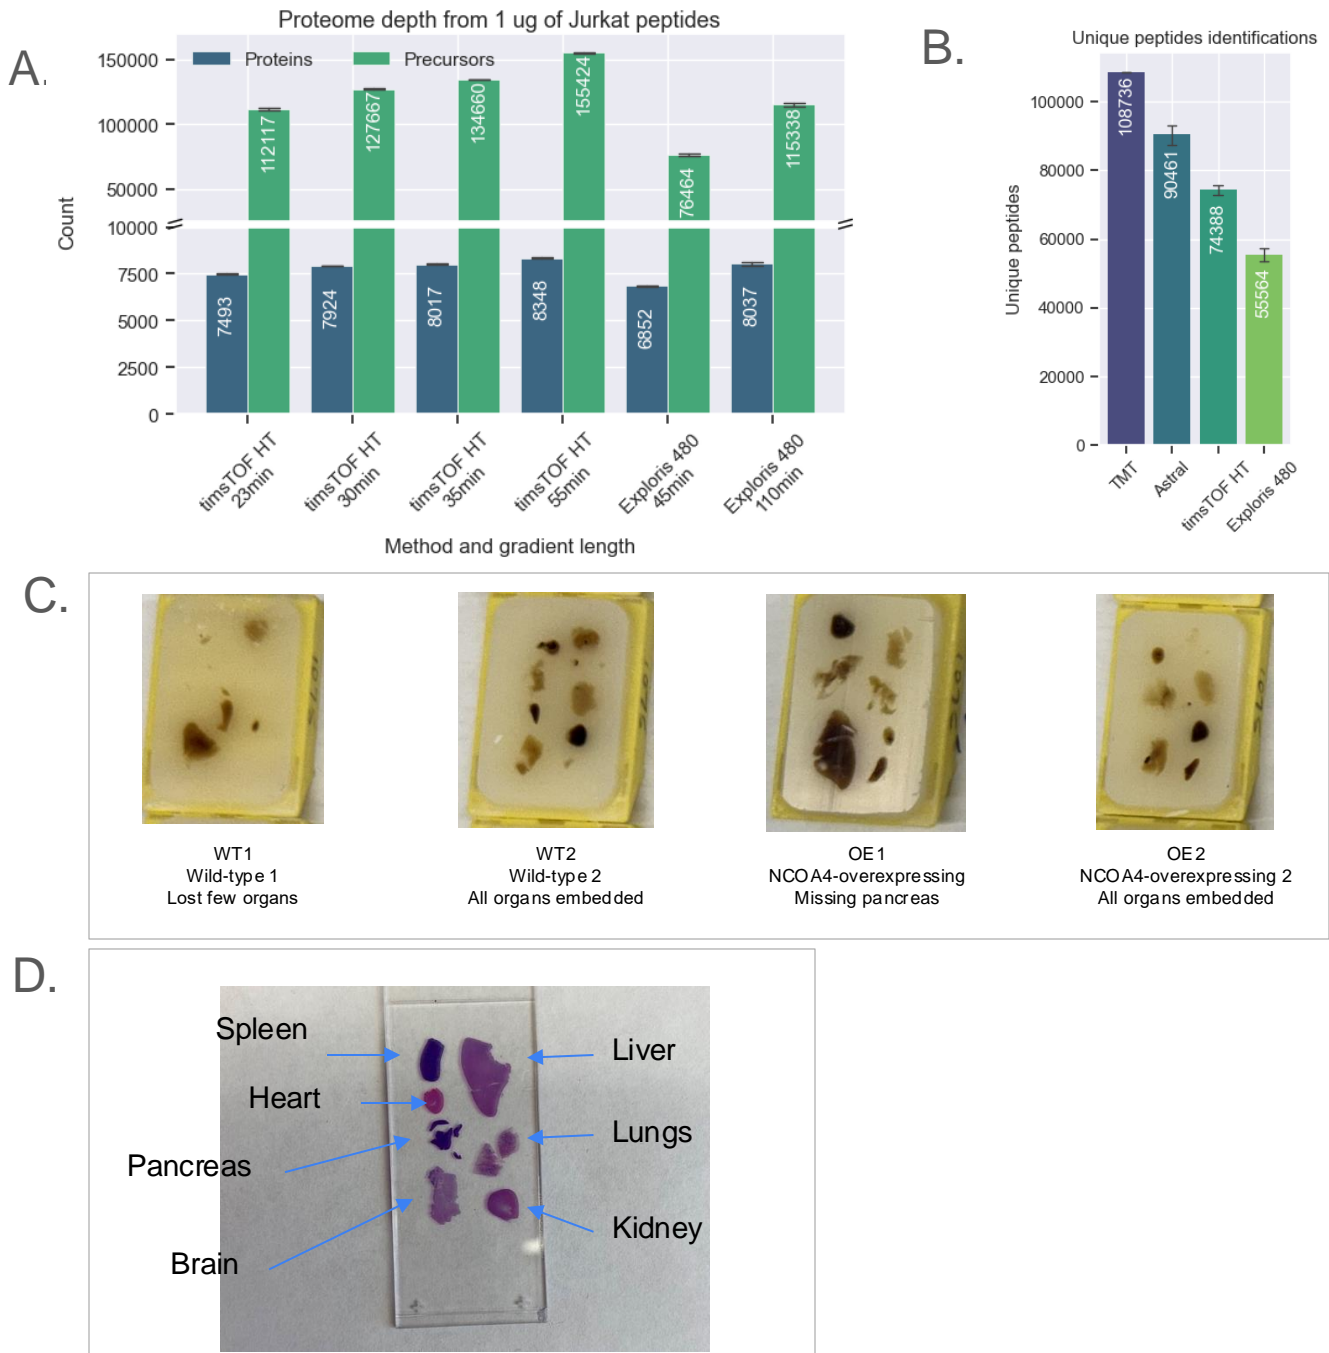 A.
Proteome depth from 1 ug of Jurkat peptides
Proteins
Precursors
Count
150000
100000
50000
10000
7500
5000
2500
0
112117
127667
134660
155424
76464
115338
7493
7924
8017
8348
6852
8037
timsTOF HT
23min
timsTOF HT
30min
timsTOF HT
35min
timsTOF HT
55min
Exploris 480
45min
Exploris 480
110min
Method and gradient length
B.
Unique peptides identifications
Unique peptides
100000
80000
60000
40000
20000
0
108736
90461
74388
55564
TMT
Astral
timsTOF HT
Exploris 480
C.
WT1
Wild-type 1
Lost few organs
WT2
Wild-type 2
All organs embedded
OE1
NCOA4-overexpressing
Missing pancreas
OE2
NCOA4-overexpressing 2
All organs embedded
D.
Spleen
Heart
Pancreas
Brain
Liver
Lungs
Kidney